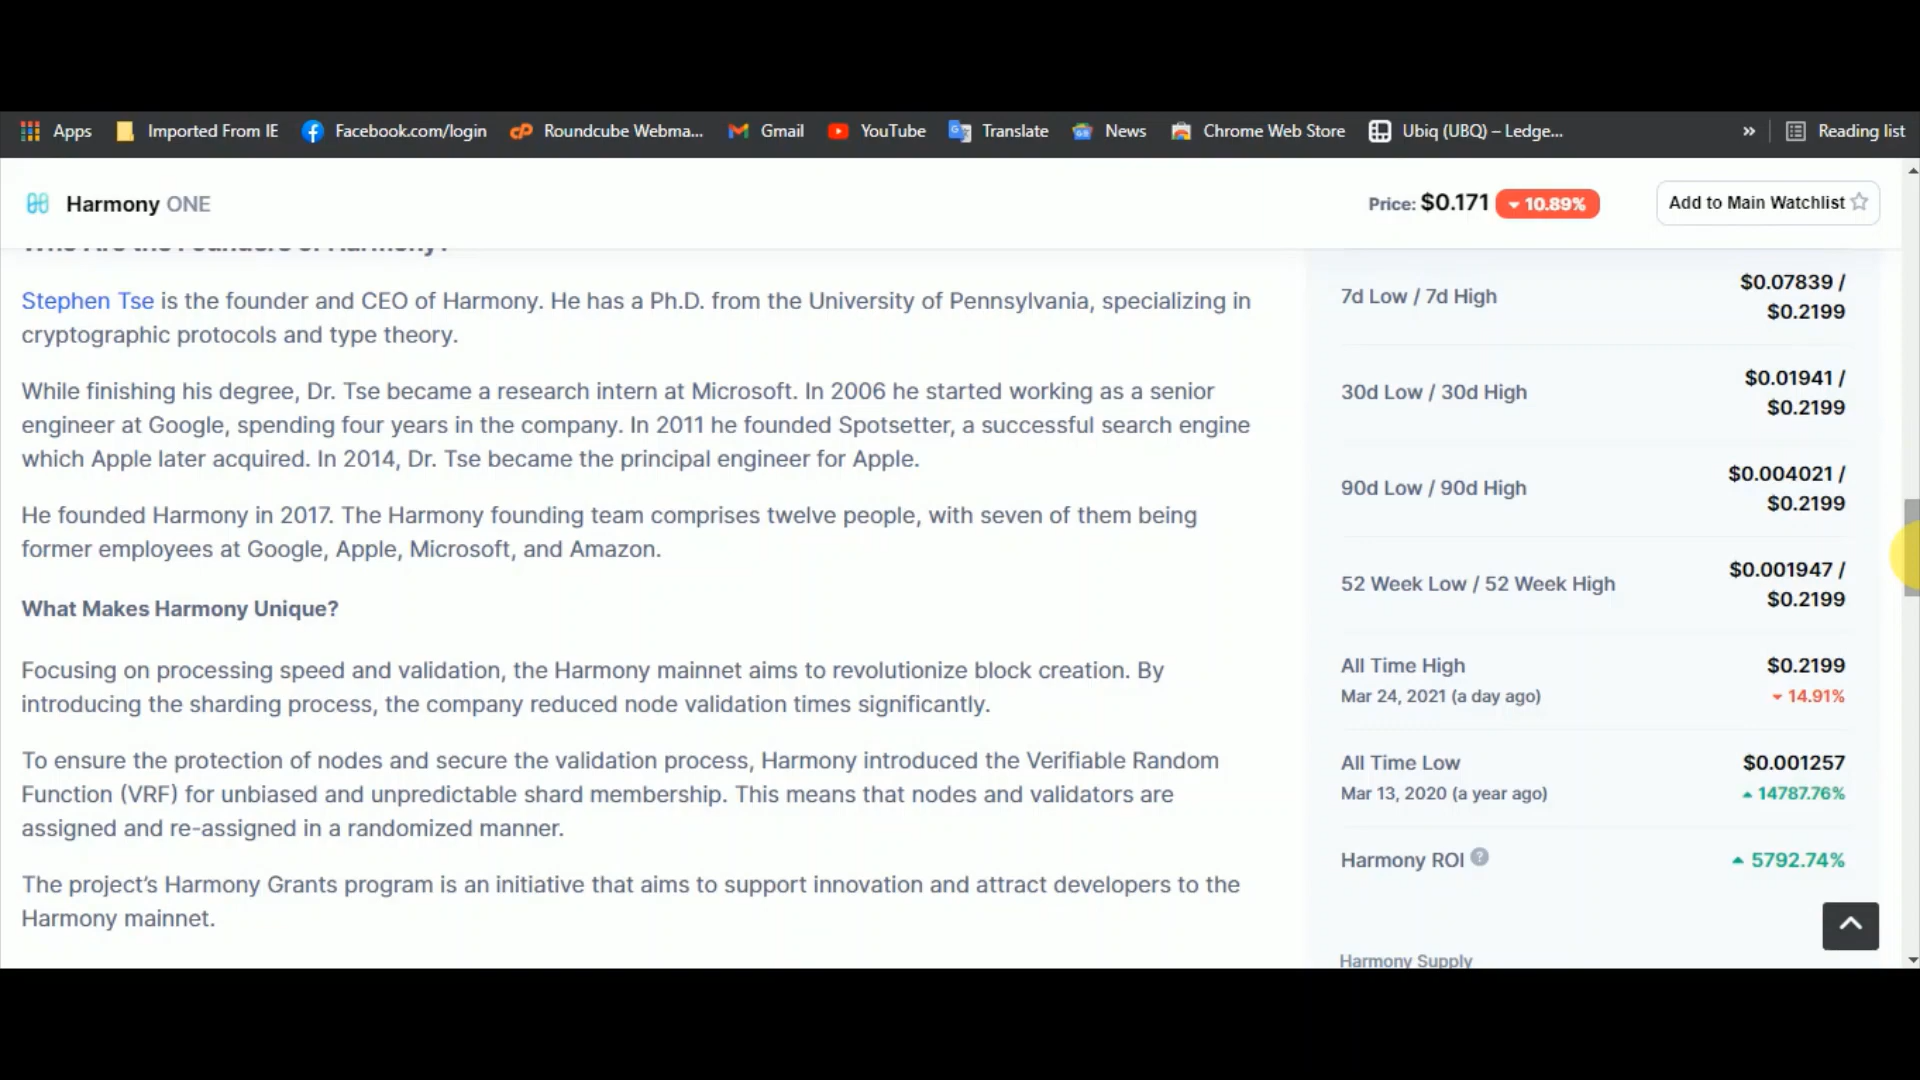 Apps Imported From IE Facebook.com/login Roundcube Webma... Gmail YouTube Translate News Chrome Web Store Ubiq (UBQ) – Ledge... » Reading list
Harmony ONE
Price: $0.171 10.89%
Add to Main Watchlist
Who Are the Founders of Harmony?
Stephen Tse is the founder and CEO of Harmony. He has a Ph.D. from the University of Pennsylvania, specializing in
cryptographic protocols and type theory.
While finishing his degree, Dr. Tse became a research intern at Microsoft. In 2006 he started working as a senior
engineer at Google, spending four years in the company. In 2011 he founded Spotsetter, a successful search engine
which Apple later acquired. In 2014, Dr. Tse became the principal engineer for Apple.
He founded Harmony in 2017. The Harmony founding team comprises twelve people, with seven of them being
former employees at Google, Apple, Microsoft, and Amazon.
What Makes Harmony Unique?
Focusing on processing speed and validation, the Harmony mainnet aims to revolutionize block creation. By
introducing the sharding process, the company reduced node validation times significantly.
To ensure the protection of nodes and secure the validation process, Harmony introduced the Verifiable Random
Function (VRF) for unbiased and unpredictable shard membership. This means that nodes and validators are
assigned and re-assigned in a randomized manner.
The project's Harmony Grants program is an initiative that aims to support innovation and attract developers to the
Harmony mainnet.
7d Low / 7d High
$0.07839 /
$0.2199
30d Low / 30d High
$0.01941 /
$0.2199
90d Low / 90d High
$0.004021 /
$0.2199
52 Week Low / 52 Week High
$0.001947 /
$0.2199
All Time High
$0.2199
Mar 24, 2021 (a day ago)
14.91%
All Time Low
$0.001257
Mar 13, 2020 (a year ago)
14787.76%
Harmony ROI ?
5792.74%
Harmony Supply